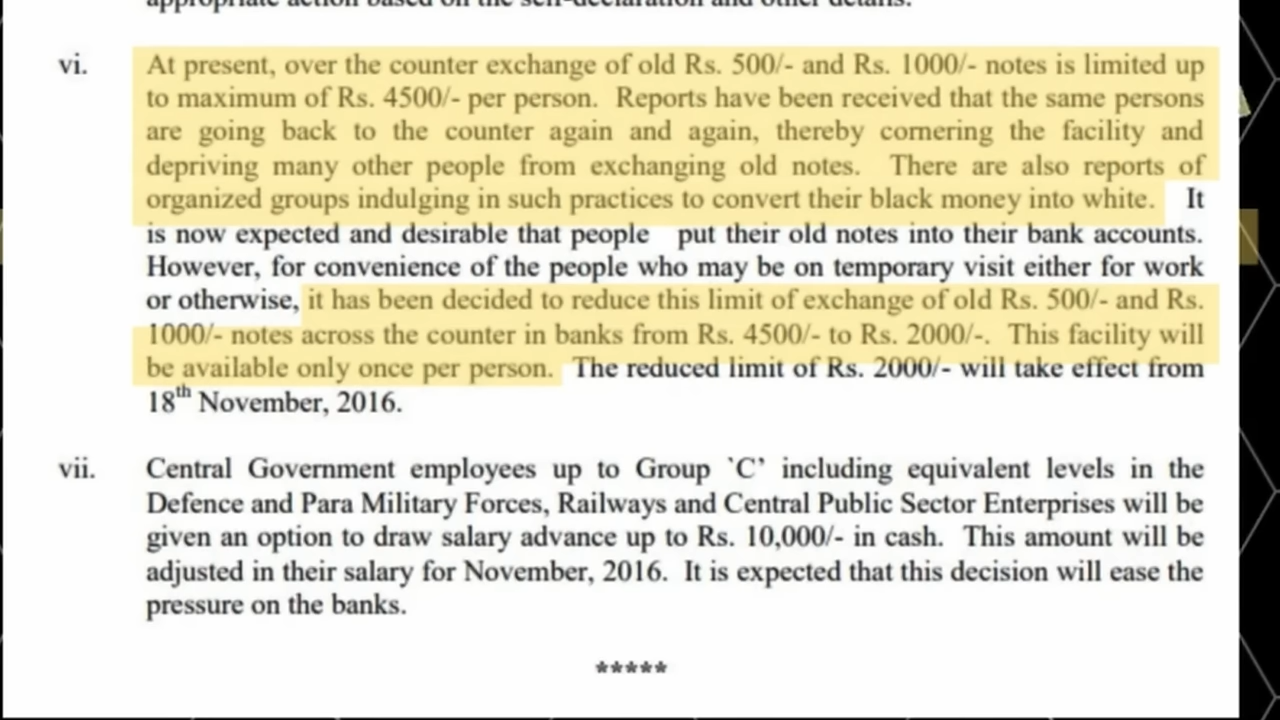 appropriate action based on the self-declaration and other details.
vi. At present, over the counter exchange of old Rs. 500/- and Rs. 1000/- notes is limited up
to maximum of Rs. 4500/- per person. Reports have been received that the same persons
are going back to the counter again and again, thereby cornering the facility and
depriving many other people from exchanging old notes. There are also reports of
organized groups indulging in such practices to convert their black money into white. It
is now expected and desirable that people put their old notes into their bank accounts.
However, for convenience of the people who may be on temporary visit either for work
or otherwise, it has been decided to reduce this limit of exchange of old Rs. 500/- and Rs.
1000/- notes across the counter in banks from Rs. 4500/- to Rs. 2000/-. This facility will
be available only once per person. The reduced limit of Rs. 2000/- will take effect from
18th November, 2016.
vii. Central Government employees up to Group `C' including equivalent levels in the
Defence and Para Military Forces, Railways and Central Public Sector Enterprises will be
given an option to draw salary advance up to Rs. 10,000/- in cash. This amount will be
adjusted in their salary for November, 2016. It is expected that this decision will ease the
pressure on the banks.
*****